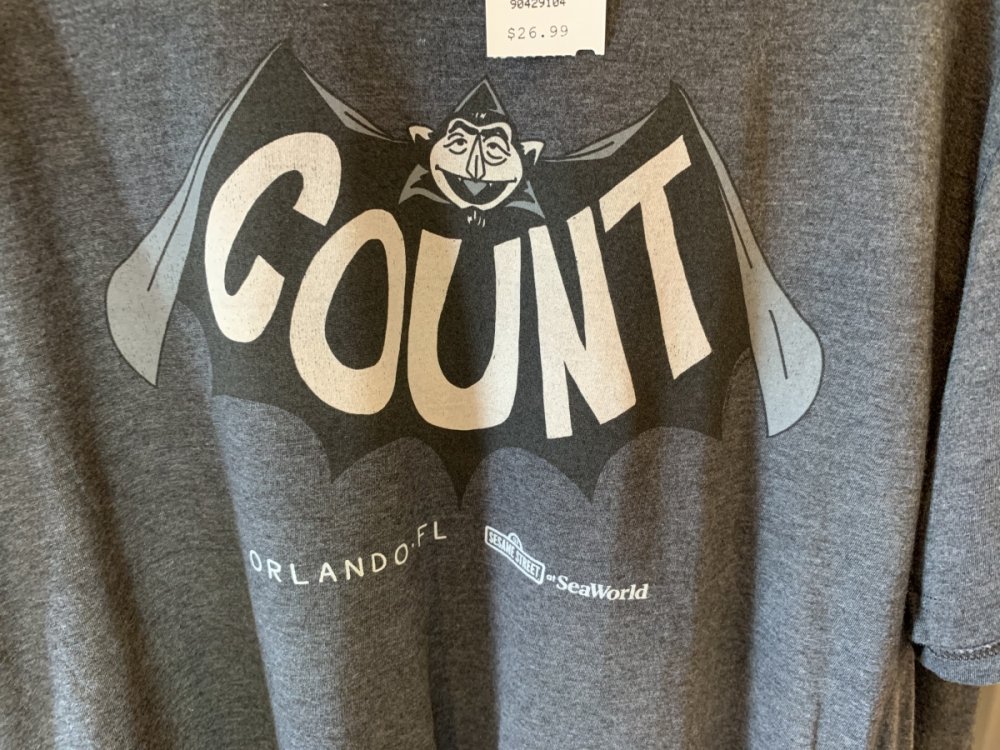 90429104
$26.99
COUNT
ORLANDO·FL
SESAME STREET
at SeaWorld